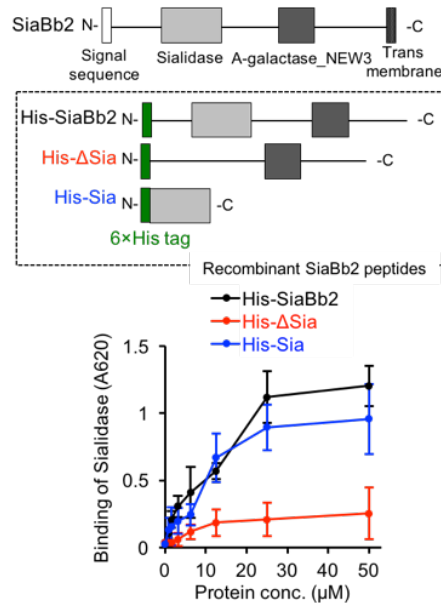 SiaBb2 N- -C
Signal sequence
Sialidase
A-galactase_NEW3
Trans membrane
His-SiaBb2 N- -C
His-ΔSia N- -C
His-Sia N- -C
6×His tag
Recombinant SiaBb2 peptides
His-SiaBb2
His-ΔSia
His-Sia
Binding of Sialidase (A620)
1.5
1
0.5
0
0 10 20 30 40 50
Protein conc. (μM)